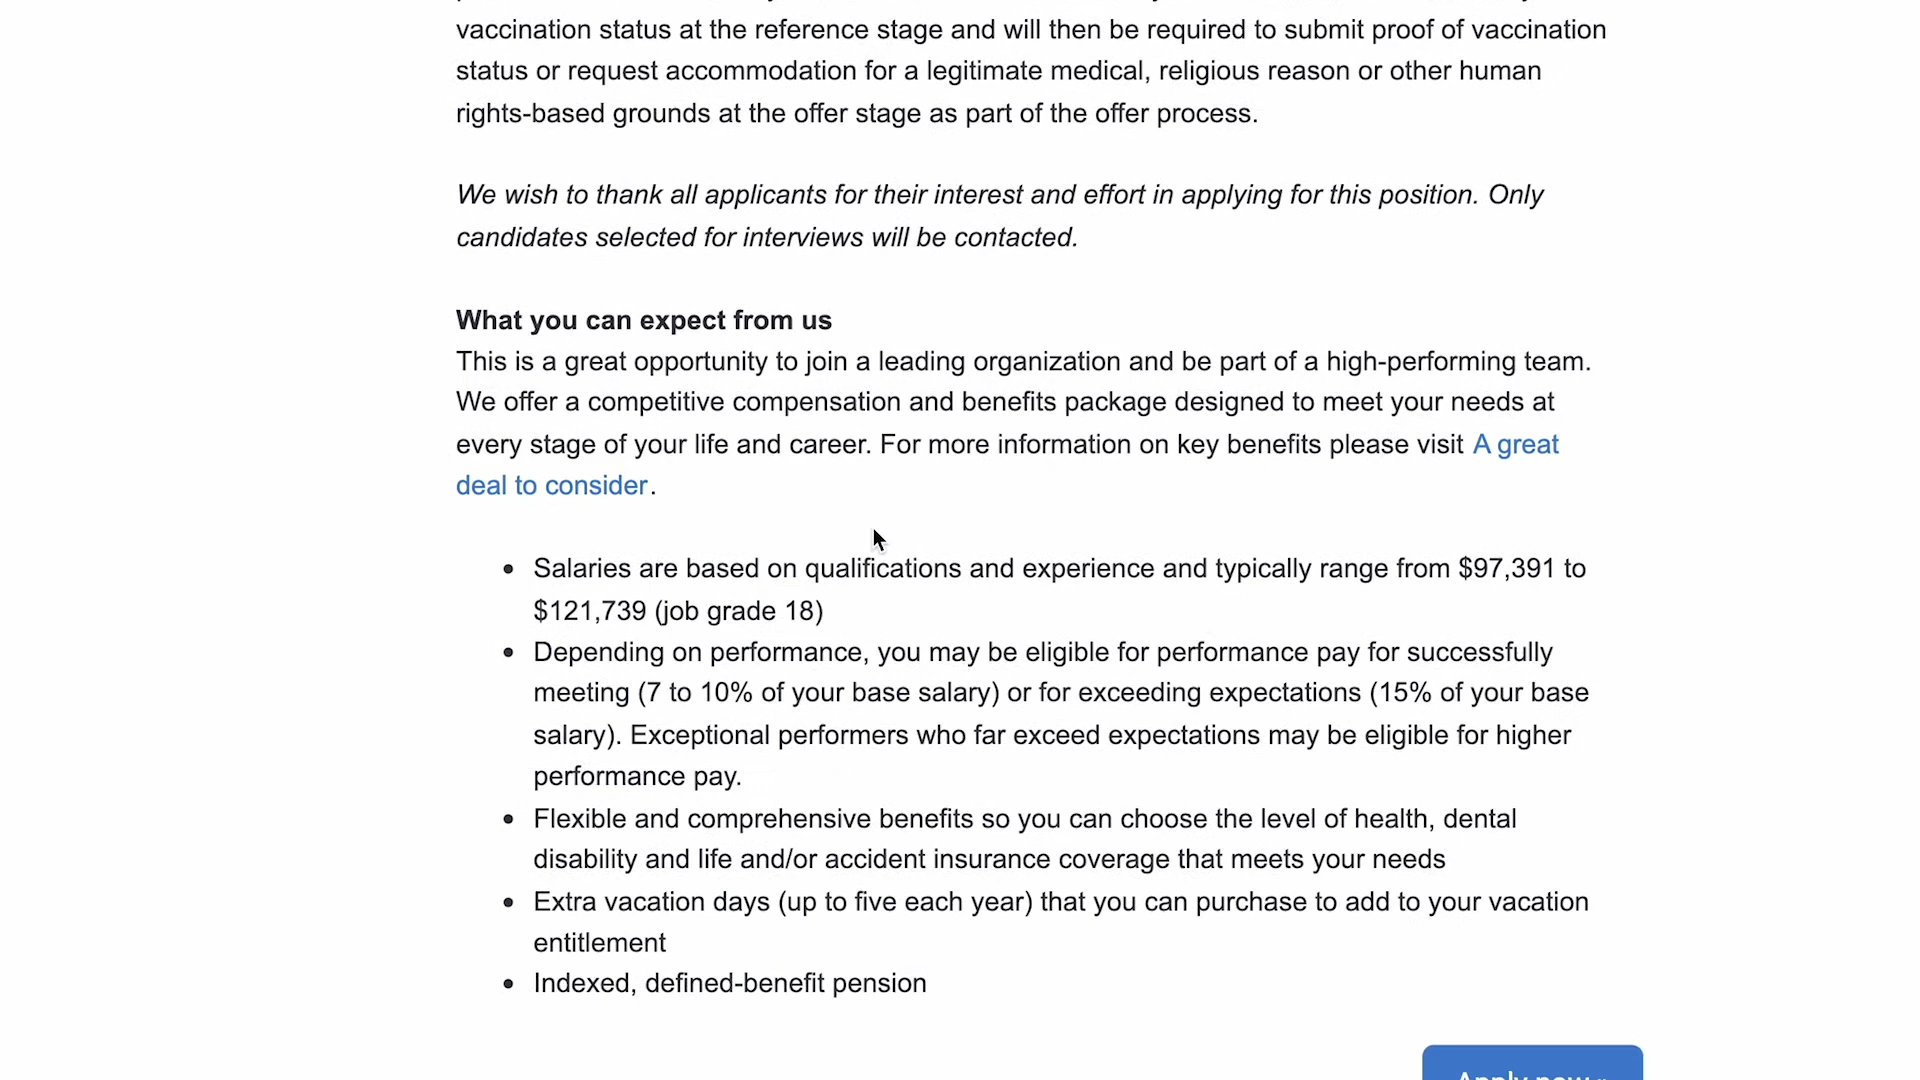 vaccination status at the reference stage and will then be required to submit proof of vaccination
status or request accommodation for a legitimate medical, religious reason or other human
rights-based grounds at the offer stage as part of the offer process.
We wish to thank all applicants for their interest and effort in applying for this position. Only
candidates selected for interviews will be contacted.
What you can expect from us
This is a great opportunity to join a leading organization and be part of a high-performing team.
We offer a competitive compensation and benefits package designed to meet your needs at
every stage of your life and career. For more information on key benefits please visit A great
deal to consider.
• Salaries are based on qualifications and experience and typically range from $97,391 to
$121,739 (job grade 18)
• Depending on performance, you may be eligible for performance pay for successfully
meeting (7 to 10% of your base salary) or for exceeding expectations (15% of your base
salary). Exceptional performers who far exceed expectations may be eligible for higher
performance pay.
• Flexible and comprehensive benefits so you can choose the level of health, dental
disability and life and/or accident insurance coverage that meets your needs
• Extra vacation days (up to five each year) that you can purchase to add to your vacation
entitlement
• Indexed, defined-benefit pension
Apply now »